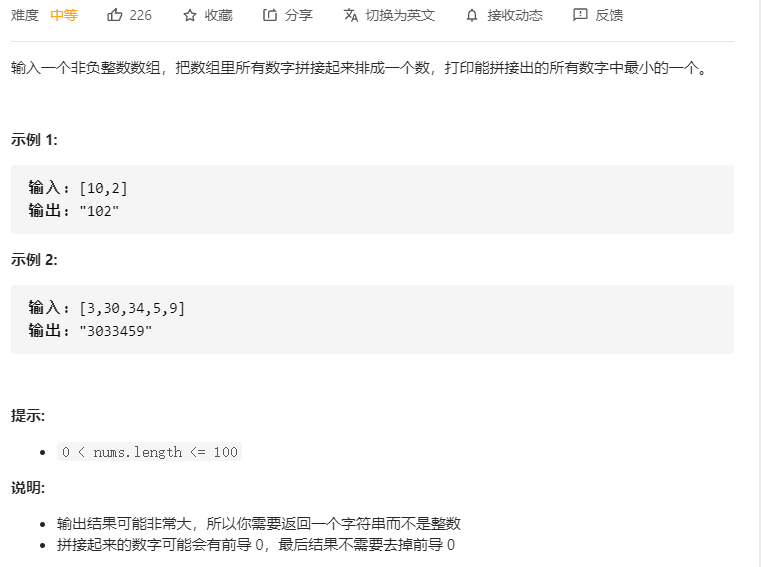 难度 中等 226 收藏 分享 切换为英文 接收动态 反馈
输入一个非负整数数组，把数组里所有数字拼接起来排成一个数，打印能拼接出的所有数字中最小的一个。
示例 1:
输入: [10,2]
输出: "102"
示例 2:
输入: [3,30,34,5,9]
输出: "3033459"
提示:
0 < nums.length <= 100
说明:
输出结果可能非常大，所以你需要返回一个字符串而不是整数
拼接起来的数字可能会有前导 0，最后结果不需要去掉前导 0